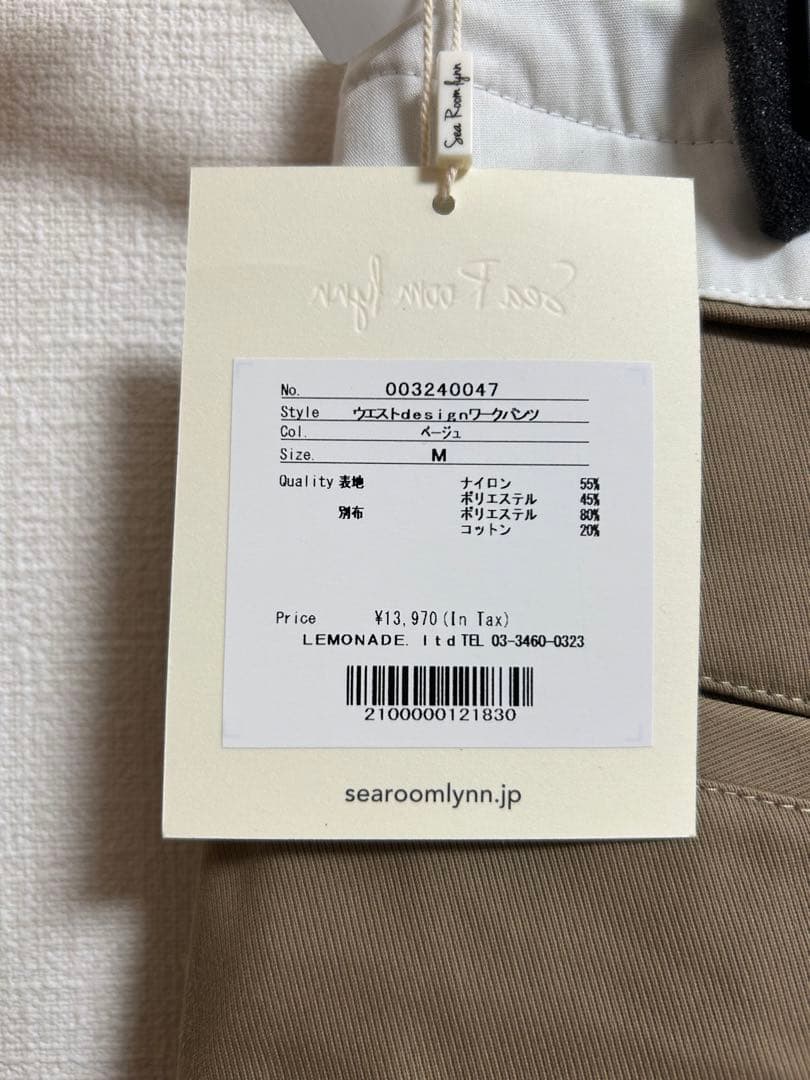 Sea Room lynn
Sea Room lynn
No. 003240047
Style ウエストdesignワークパンツ
Col. ベージュ
Size. M
Quality 表地 ナイロン 55%
ポリエステル 45%
別布 ポリエステル 80%
コットン 20%
Price ¥13,970(In Tax)
LEMONADE. ltd TEL 03-3460-0323
2100000121830
searoomlynn.jp